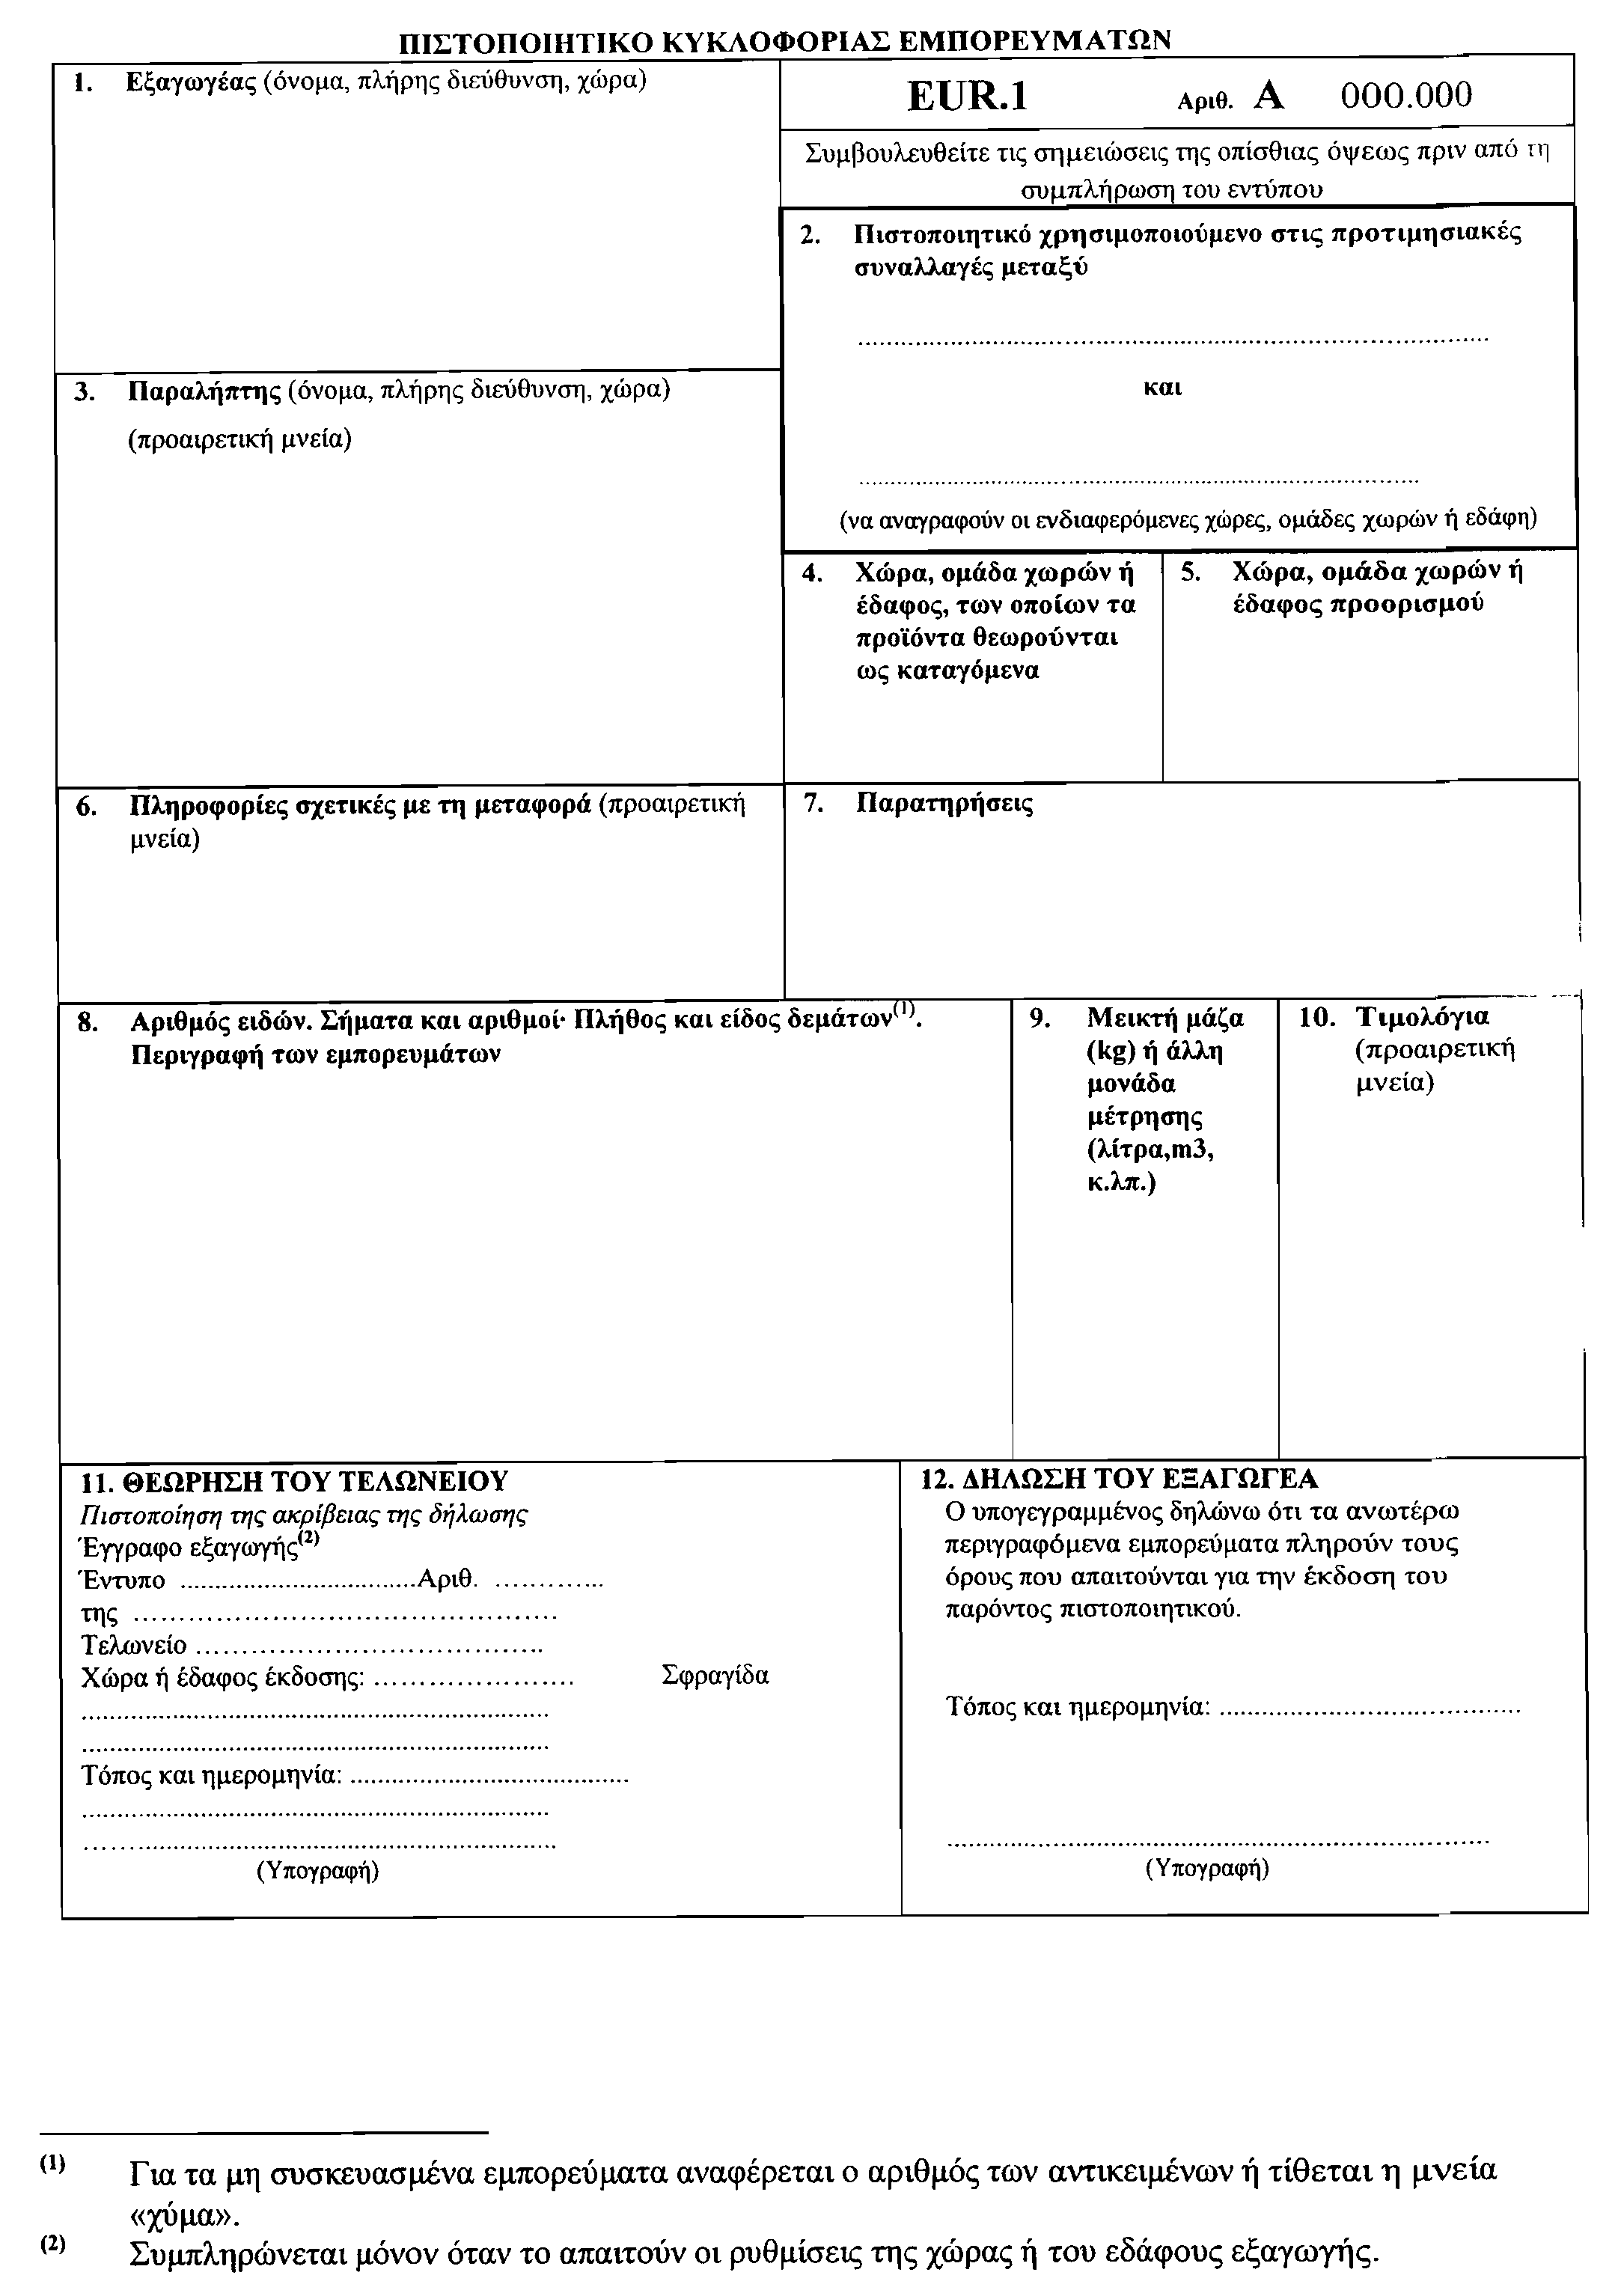 ΠΙΣΤΟΠΟΙΗΤΙΚΟ ΚΥΚΛΟΦΟΡΙΑΣ ΕΜΠΟΡΕΥΜΑΤΩΝ
1. Εξαγωγέας (όνομα, πλήρης διεύθυνση, χώρα)
EUR.1 Αριθ. Α 000.000
Συμβουλευθείτε τις σημειώσεις της οπίσθιας όψεως πριν από τη
συμπλήρωση του εντύπου
2. Πιστοποιητικό χρησιμοποιούμενο στις προτιμησιακές
συναλλαγές μεταξύ
................................................
και
................................................
(να αναγραφούν οι ενδιαφερόμενες χώρες, ομάδες χωρών ή εδάφη)
3. Παραλήπτης (όνομα, πλήρης διεύθυνση, χώρα)
(προαιρετική μνεία)
4. Χώρα, ομάδα χωρών ή
έδαφος, των οποίων τα
προϊόντα θεωρούνται
ως καταγόμενα
5. Χώρα, ομάδα χωρών ή
έδαφος προορισμού
6. Πληροφορίες σχετικές με τη μεταφορά (προαιρετική
μνεία)
7. Παρατηρήσεις
8. Αριθμός ειδών. Σήματα και αριθμοί· Πλήθος και είδος δεμάτων(1).
Περιγραφή των εμπορευμάτων
9. Μεικτή μάζα
(kg) ή άλλη
μονάδα
μέτρησης
(λίτρα,m3,
κ.λπ.)
10. Τιμολόγια
(προαιρετική
μνεία)
11. ΘΕΩΡΗΣΗ ΤΟΥ ΤΕΛΩΝΕΙΟΥ
Πιστοποίηση της ακρίβειας της δήλωσης
Έγγραφο εξαγωγής(2)
Έντυπο ................................Αριθ. ...............
της ................................................
Τελωνείο ................................................
Χώρα ή έδαφος έκδοσης: ........................ Σφραγίδα
................................................
................................................
Τόπος και ημερομηνία: ................................
................................................
................................................
(Υπογραφή)
12. ΔΗΛΩΣΗ ΤΟΥ ΕΞΑΓΩΓΕΑ
Ο υπογεγραμμένος δηλώνω ότι τα ανωτέρω
περιγραφόμενα εμπορεύματα πληρούν τους
όρους που απαιτούνται για την έκδοση του
παρόντος πιστοποιητικού.
Τόπος και ημερομηνία: ................................
................................................
(Υπογραφή)
(1) Για τα μη συσκευασμένα εμπορεύματα αναφέρεται ο αριθμός των αντικειμένων ή τίθεται η μνεία
«χύμα».
(2) Συμπληρώνεται μόνον όταν το απαιτούν οι ρυθμίσεις της χώρας ή του εδάφους εξαγωγής.